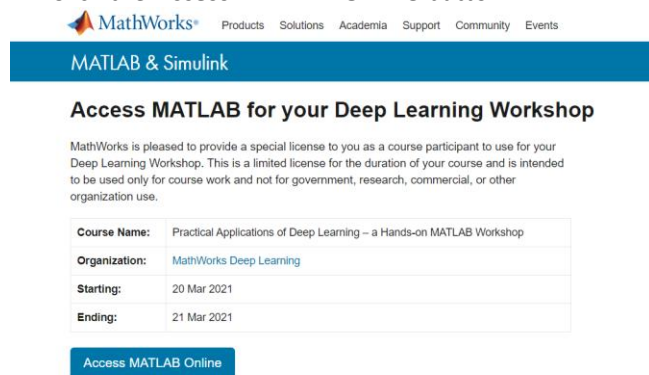 MathWorks® Products Solutions Academia Support Community Events
MATLAB & Simulink
Access MATLAB for your Deep Learning Workshop
MathWorks is pleased to provide a special license to you as a course participant to use for your
Deep Learning Workshop. This is a limited license for the duration of your course and is intended
to be used only for course work and not for government, research, commercial, or other
organization use.
Course Name: Practical Applications of Deep Learning – a Hands-on MATLAB Workshop
Organization: MathWorks Deep Learning
Starting: 20 Mar 2021
Ending: 21 Mar 2021
Access MATLAB Online